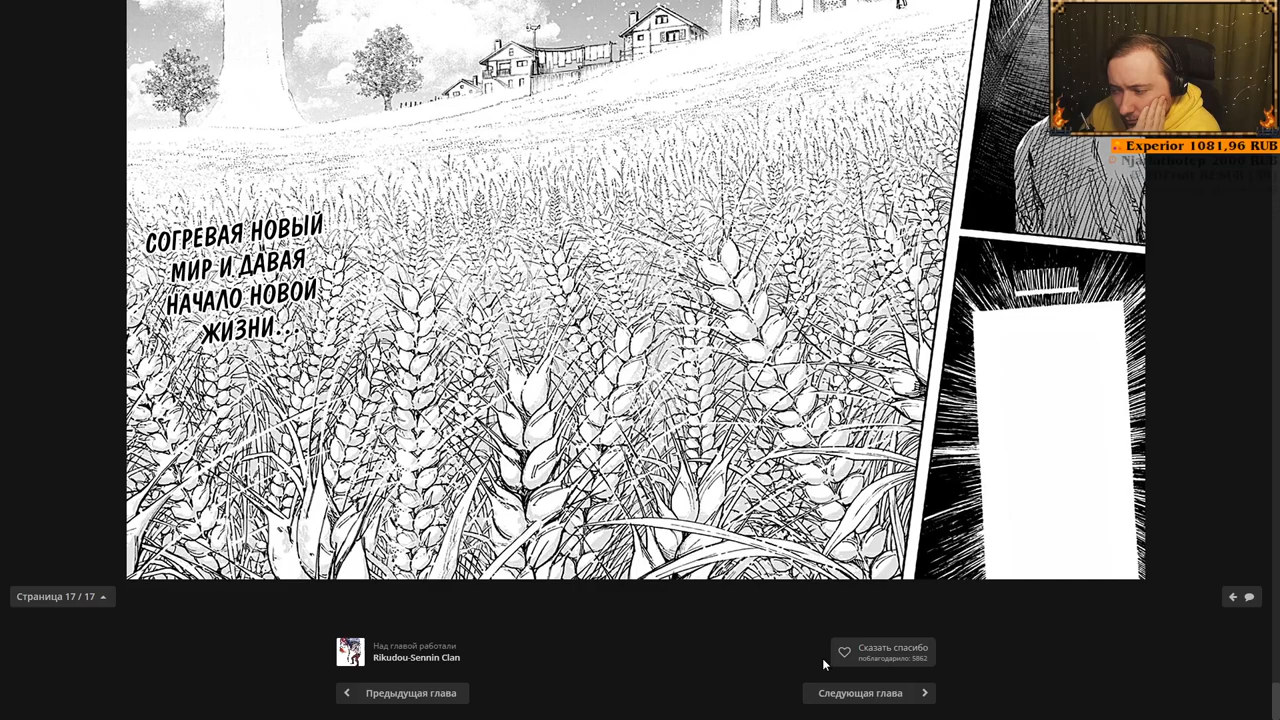 Experior 1081,96 RUB
СОГРЕВАЯ НОВЫЙ
МИР И ДАВАЯ
НАЧАЛО НОВОЙ
ЖИЗНИ...
Страница 17 / 17
Над главой работали
Rikudou-Sennin Clan
Сказать спасибо
поблагодарило: 5862
Предыдущая глава
Следующая глава